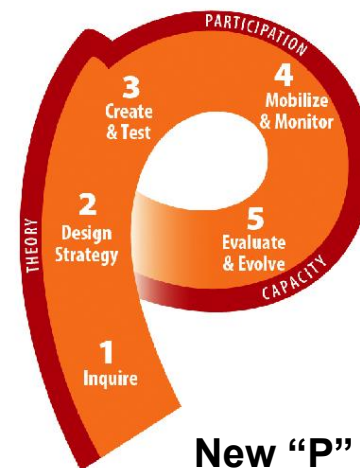 PARTICIPATION
3
Create
& Test
4
Mobilize
& Monitor
THEORY
2
Design
Strategy
5
Evaluate
& Evolve
CAPACITY
1
Inquire
New “P”